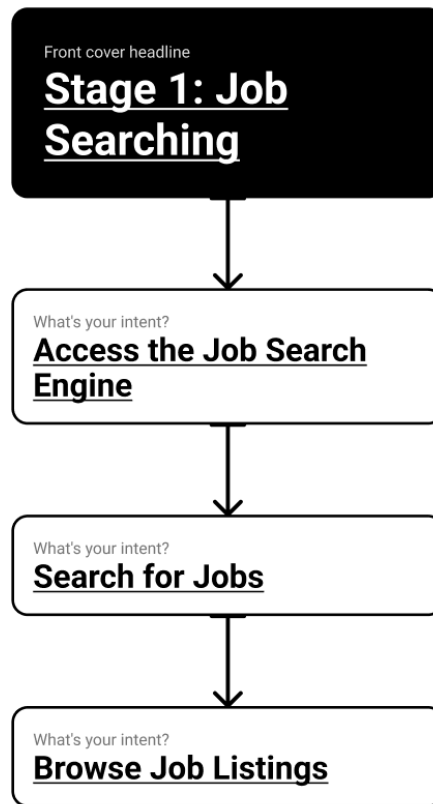 Front cover headline
Stage 1: Job
Searching
What's your intent?
Access the Job Search
Engine
What's your intent?
Search for Jobs
What's your intent?
Browse Job Listings